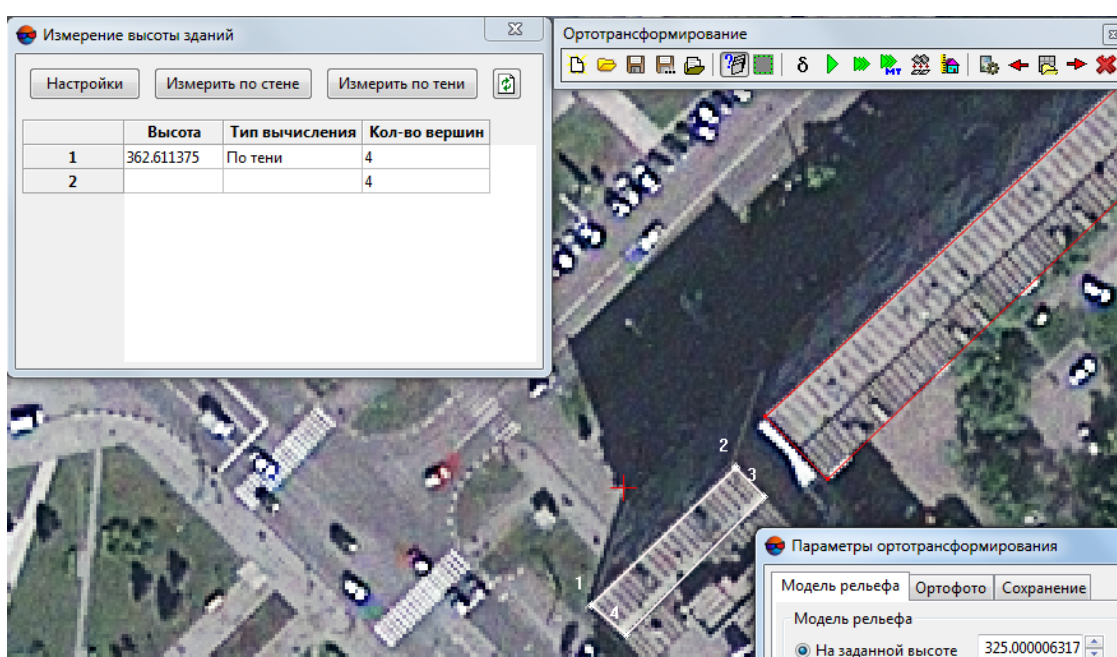 Измерение высоты зданий
Настройки Измерить по стене Измерить по тени
Высота Тип вычисления Кол-во вершин
1 362.611375 По тени 4
2 4
Ортотрансформирование
δ MT
2
3
1
4
Параметры ортотрансформирования
Модель рельефа Ортофото Сохранение
Модель рельефа
На заданной высоте 325.000006317